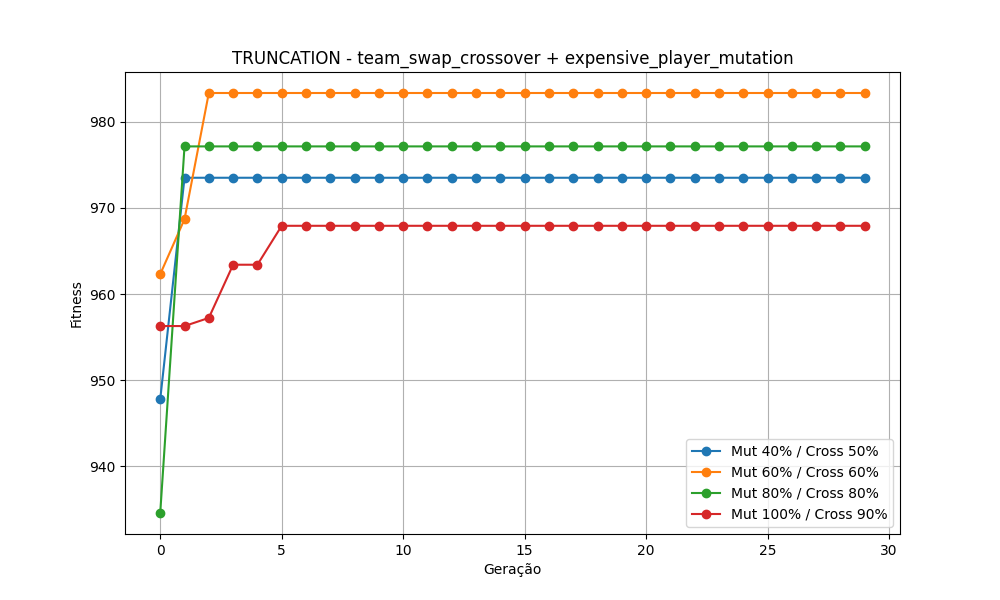 TRUNCATION - team_swap_crossover + expensive_player_mutation
Fitness
980
970
960
950
940
0 5 10 15 20 25 30
Geração
Mut 40% / Cross 50%
Mut 60% / Cross 60%
Mut 80% / Cross 80%
Mut 100% / Cross 90%